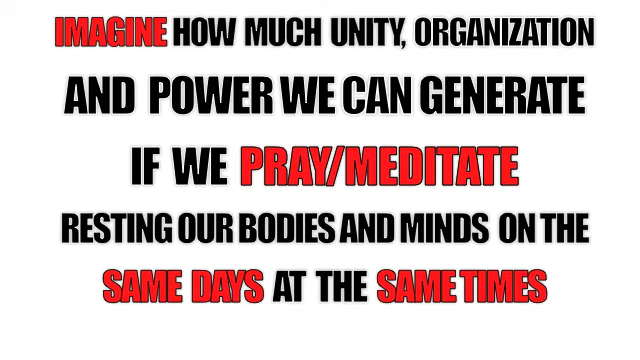 IMAGINE HOW MUCH UNITY, ORGANIZATION
AND POWER WE CAN GENERATE
IF WE PRAY/MEDITATE
RESTING OUR BODIES AND MINDS ON THE
SAME DAYS AT THE SAME TIMES